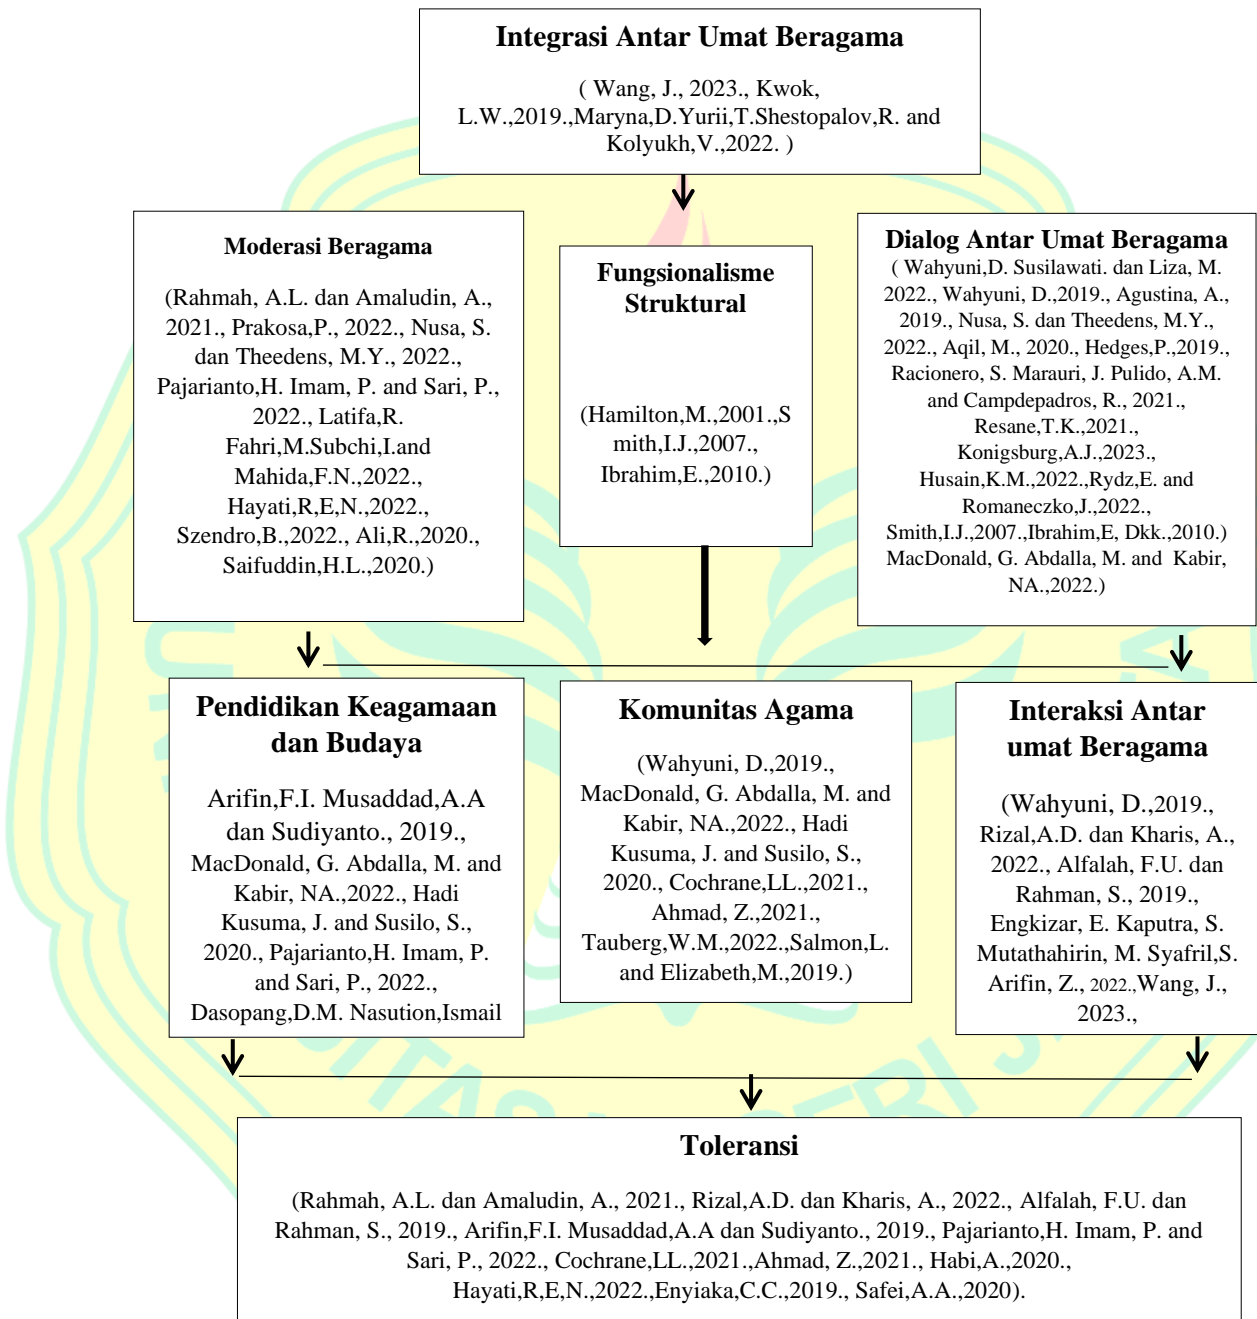 Integrasi Antar Umat Beragama
( Wang, J., 2023., Kwok,
L.W.,2019.,Maryna,D.Yurii,T.Shestopalov,R. and
Kolyukh,V.,2022. )
Moderasi Beragama
(Rahmah, A.L. dan Amaludin, A.,
2021., Prakosa,P., 2022., Nusa, S.
dan Theedens, M.Y., 2022.,
Pajarianto,H. Imam, P. and Sari, P.,
2022., Latifa,R.
Fahri,M.Subchi,I.and
Mahida,F.N.,2022.,
Hayati,R,E,N.,2022.,
Szendro,B.,2022., Ali,R.,2020.,
Saifuddin,H.L.,2020.)
Fungsionalisme
Struktural
(Hamilton,M.,2001.,S
mith,I.J.,2007.,
Ibrahim,E.,2010.)
Dialog Antar Umat Beragama
( Wahyuni,D. Susilawati. dan Liza, M.
2022., Wahyuni, D.,2019., Agustina, A.,
2019., Nusa, S. dan Theedens, M.Y.,
2022., Aqil, M., 2020., Hedges,P.,2019.,
Racionero, S. Marauri, J. Pulido, A.M.
and Campdepadros, R., 2021.,
Resane,T.K.,2021.,
Konigsburg,A.J.,2023.,
Husain,K.M.,2022.,Rydz,E. and
Romaneczko,J.,2022.,
Smith,I.J.,2007.,Ibrahim,E, Dkk.,2010.)
MacDonald, G. Abdalla, M. and Kabir,
NA.,2022.)
Pendidikan Keagamaan
dan Budaya
Arifin,F.I. Musaddad,A.A
dan Sudiyanto., 2019.,
MacDonald, G. Abdalla, M. and
Kabir, NA.,2022., Hadi
Kusuma, J. and Susilo, S.,
2020., Pajarianto,H. Imam, P.
and Sari, P., 2022.,
Dasopang,D.M. Nasution,Ismail
Komunitas Agama
(Wahyuni, D.,2019.,
MacDonald, G. Abdalla, M. and
Kabir, NA.,2022., Hadi
Kusuma, J. and Susilo, S.,
2020., Cochrane,LL.,2021.,
Ahmad, Z.,2021.,
Tauberg,W.M.,2022.,Salmon,L.
and Elizabeth,M.,2019.)
Interaksi Antar
umat Beragama
(Wahyuni, D.,2019.,
Rizal,A.D. dan Kharis, A.,
2022., Alfalah, F.U. dan
Rahman, S., 2019.,
Engkizar, E. Kaputra, S.
Mutathahirin, M. Syafril,S.
Arifin, Z., 2022.,Wang, J.,
2023.,
Toleransi
(Rahmah, A.L. dan Amaludin, A., 2021., Rizal,A.D. dan Kharis, A., 2022., Alfalah, F.U. dan
Rahman, S., 2019., Arifin,F.I. Musaddad,A.A dan Sudiyanto., 2019., Pajarianto,H. Imam, P. and
Sari, P., 2022., Cochrane,LL.,2021.,Ahmad, Z.,2021., Habi,A.,2020.,
Hayati,R,E,N.,2022.,Enyiaka,C.C.,2019., Safei,A.A.,2020).